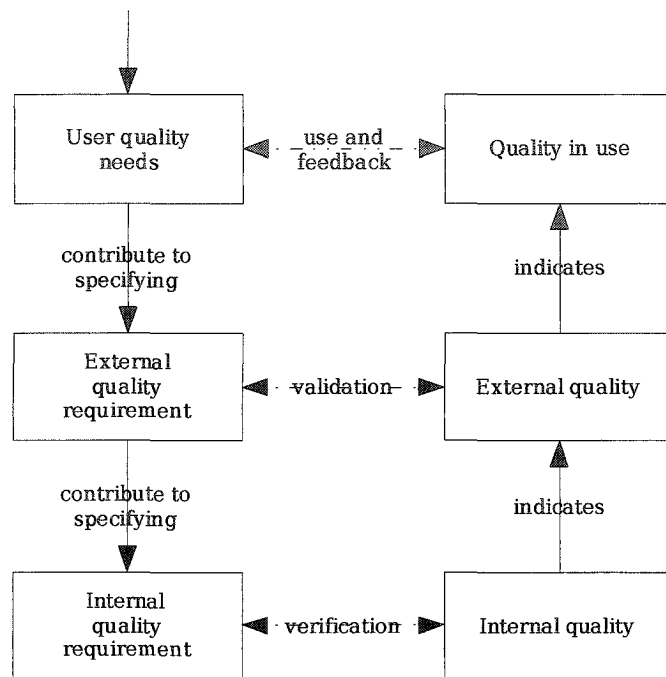 User quality
needs
use and
feedback
Quality in use
contribute to
specifying
indicates
External
quality
requirement
validation
External quality
contribute to
specifying
indicates
Internal
quality
requirement
verification
Internal quality